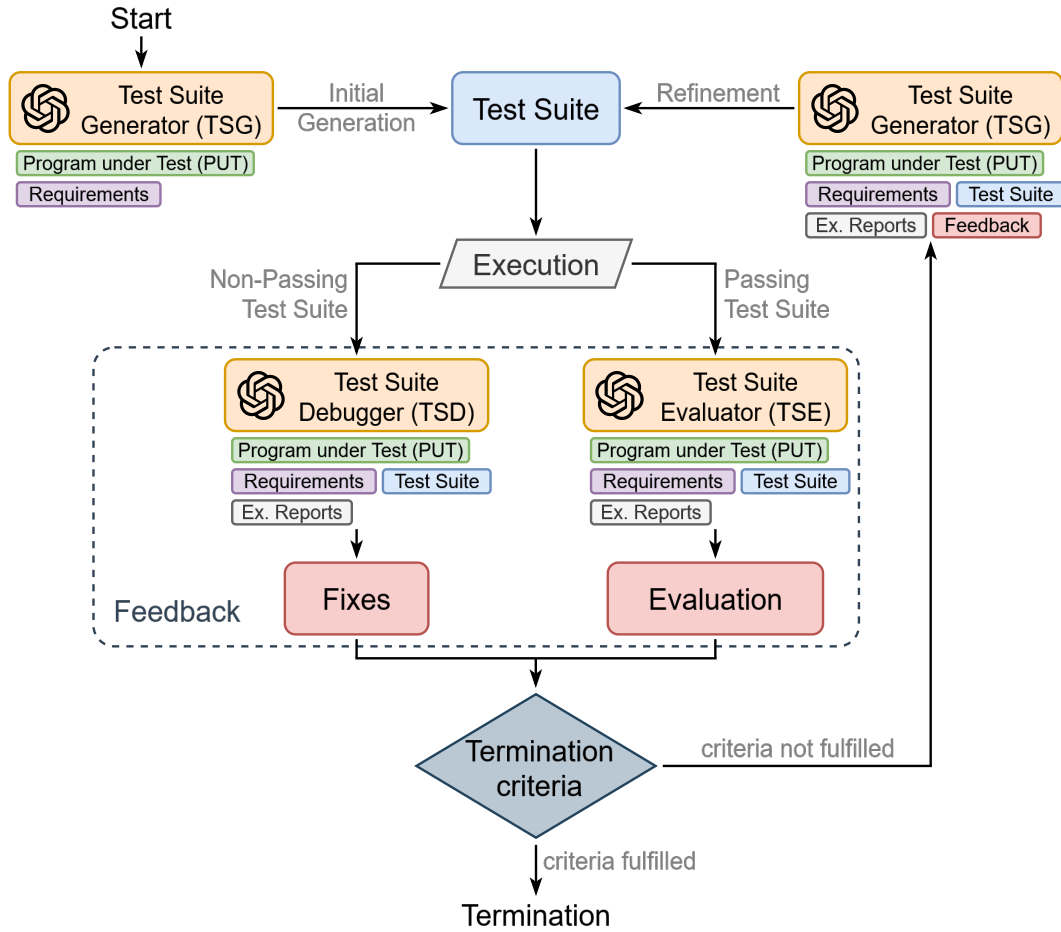 Start
Test Suite
Generator (TSG)
Program under Test (PUT)
Requirements
Initial
Generation
Test Suite
Refinement
Test Suite
Generator (TSG)
Program under Test (PUT)
Requirements
Test Suite
Ex. Reports
Feedback
Execution
Non-Passing
Test Suite
Passing
Test Suite
Test Suite
Debugger (TSD)
Program under Test (PUT)
Requirements
Test Suite
Ex. Reports
Fixes
Test Suite
Evaluator (TSE)
Program under Test (PUT)
Requirements
Test Suite
Ex. Reports
Evaluation
Feedback
Termination
criteria
criteria not fulfilled
criteria fulfilled
Termination